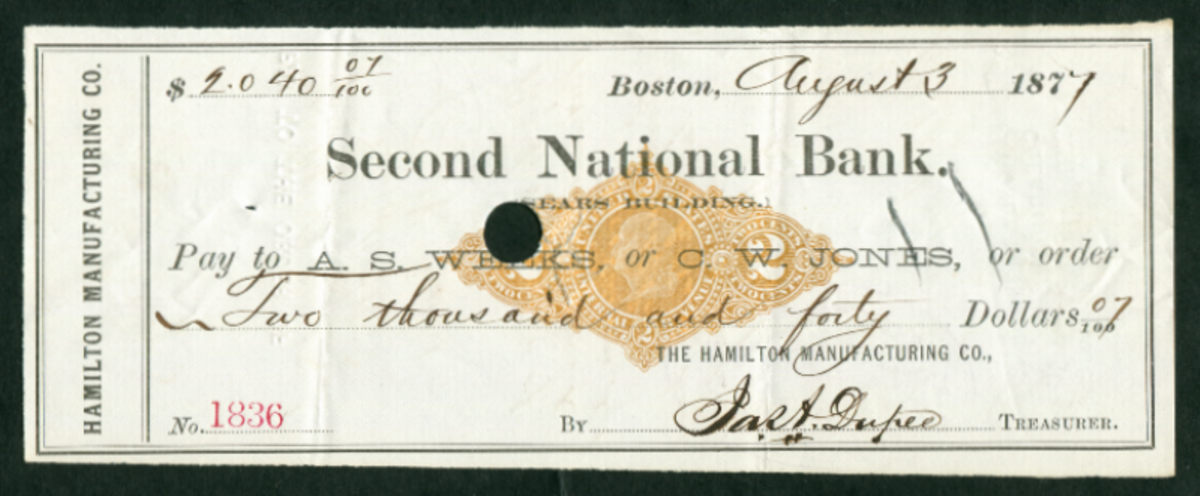 HAMILTON MANUFACTURING CO.
$ 2.040 07/100 Boston, August 3 1877
Second National Bank.
(SEARS BUILDING.)
Pay to A. S. WEEKS, or C. W. JONES, or order
Two thousand and forty Dollars 07/100
THE HAMILTON MANUFACTURING CO.,
No. 1836 By Jas. A. Dupee TREASURER.